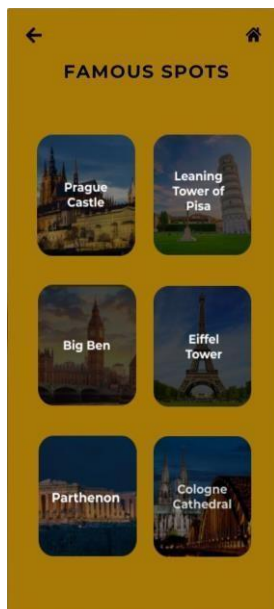 FAMOUS SPOTS
Prague
Castle
Leaning
Tower of
Pisa
Big Ben
Eiffel
Tower
Parthenon
Cologne
Cathedral